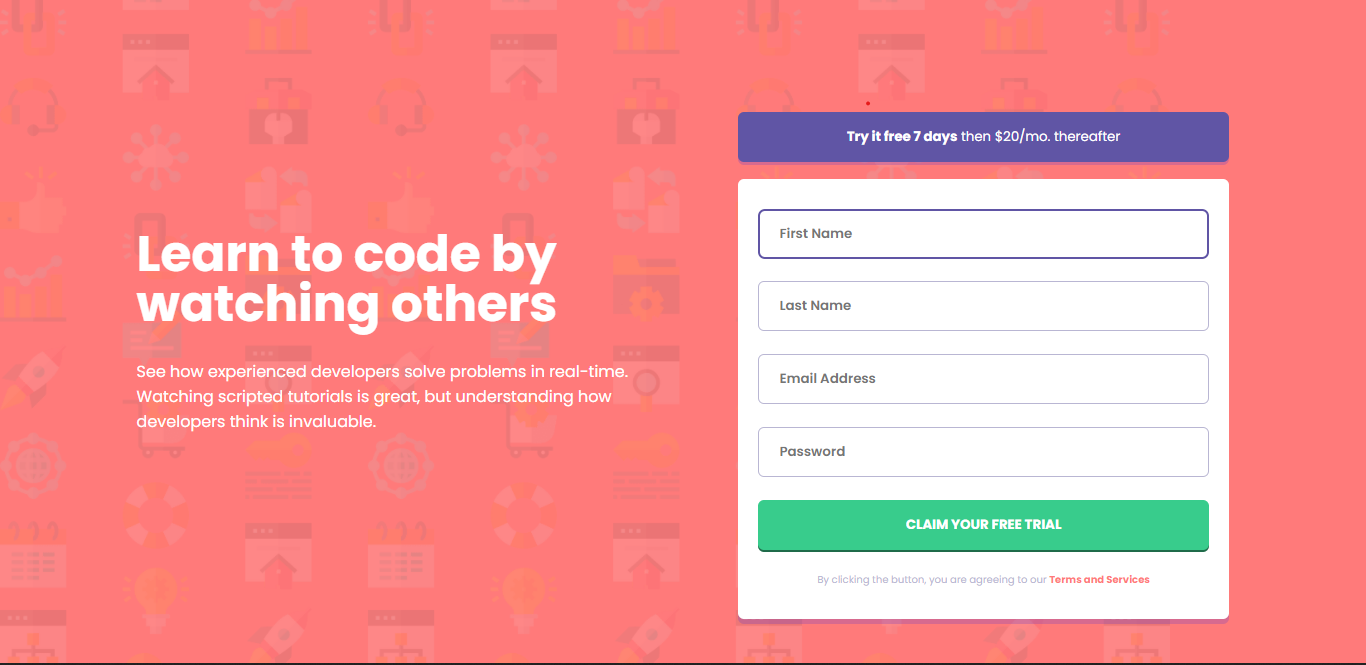 Try it free 7 days then $20/mo. thereafter
Learn to code by
watching others
See how experienced developers solve problems in real-time.
Watching scripted tutorials is great, but understanding how
developers think is invaluable.
First Name
Last Name
Email Address
Password
CLAIM YOUR FREE TRIAL
By clicking the button, you are agreeing to our Terms and Services